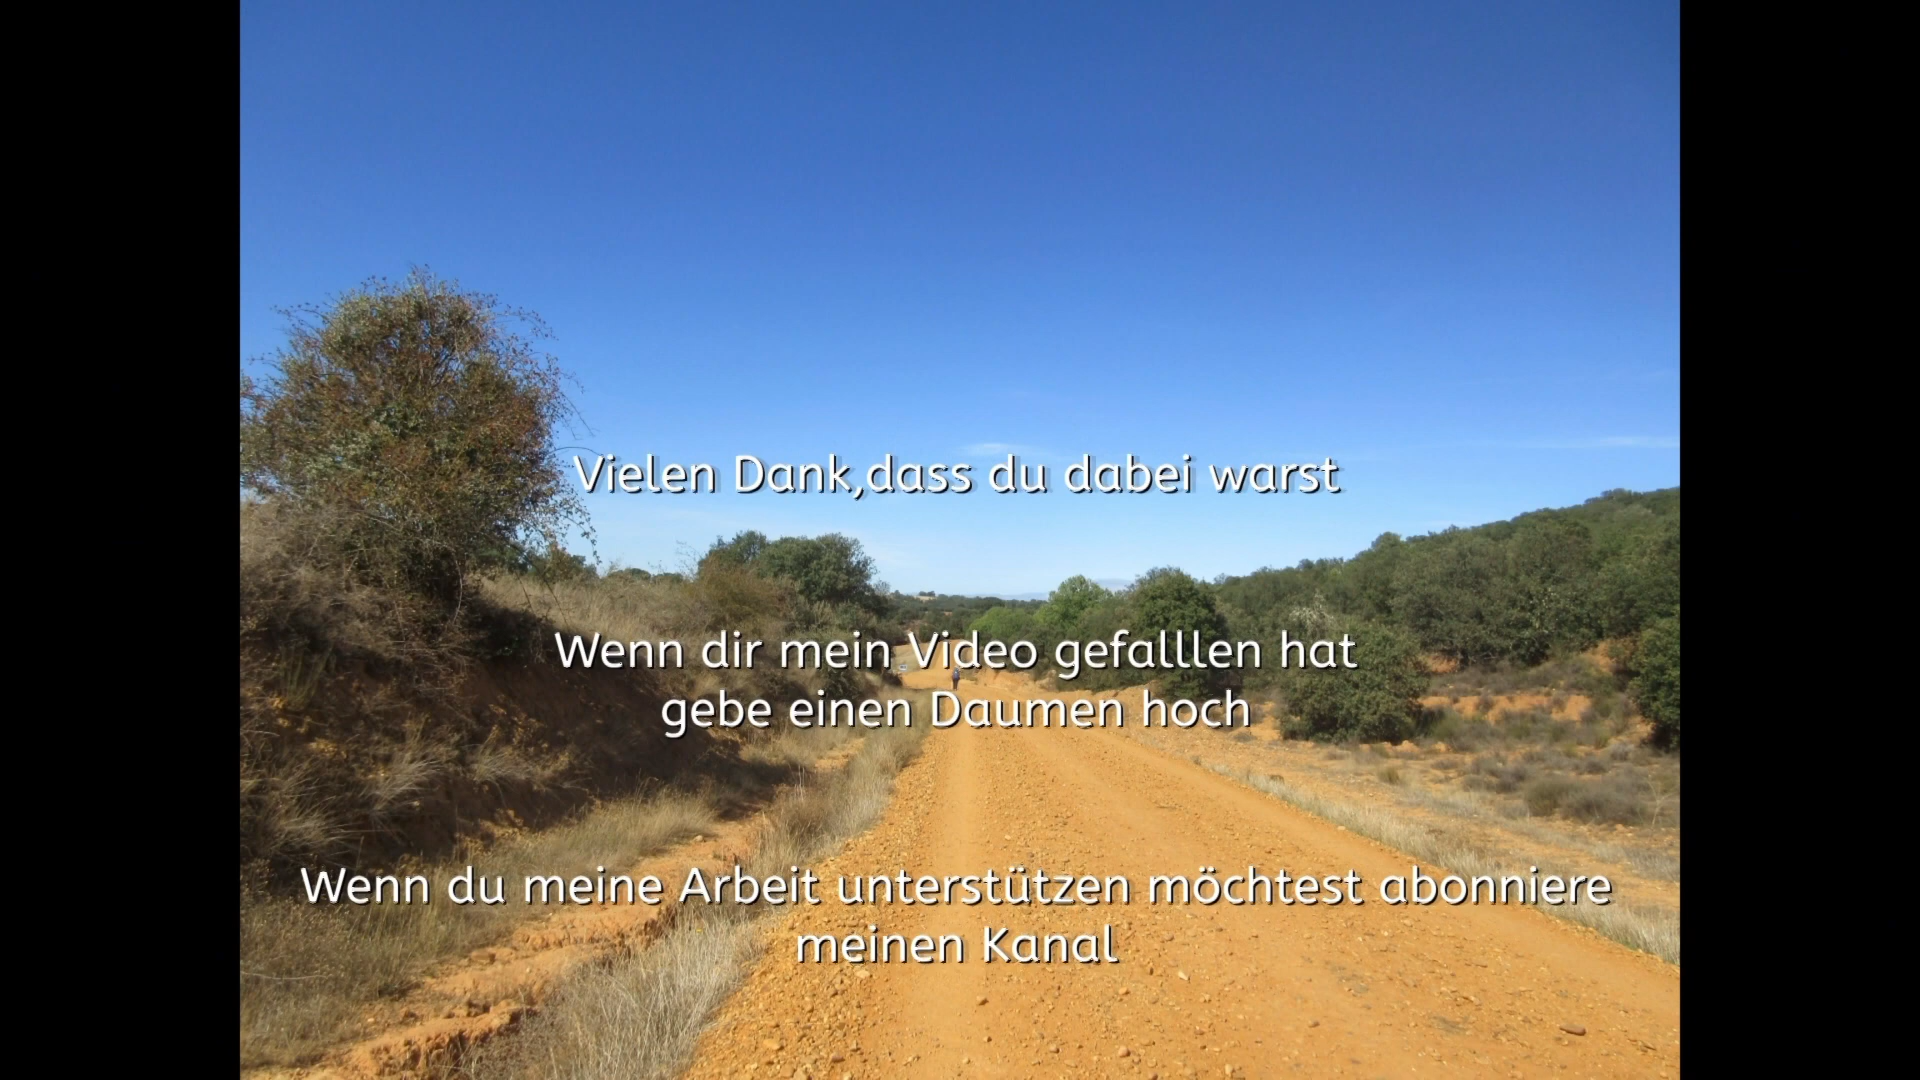 Vielen Dank,dass du dabei warst
Wenn dir mein Video gefalllen hat
gebe einen Daumen hoch
Wenn du meine Arbeit unterstützen möchtest abonniere
meinen Kanal